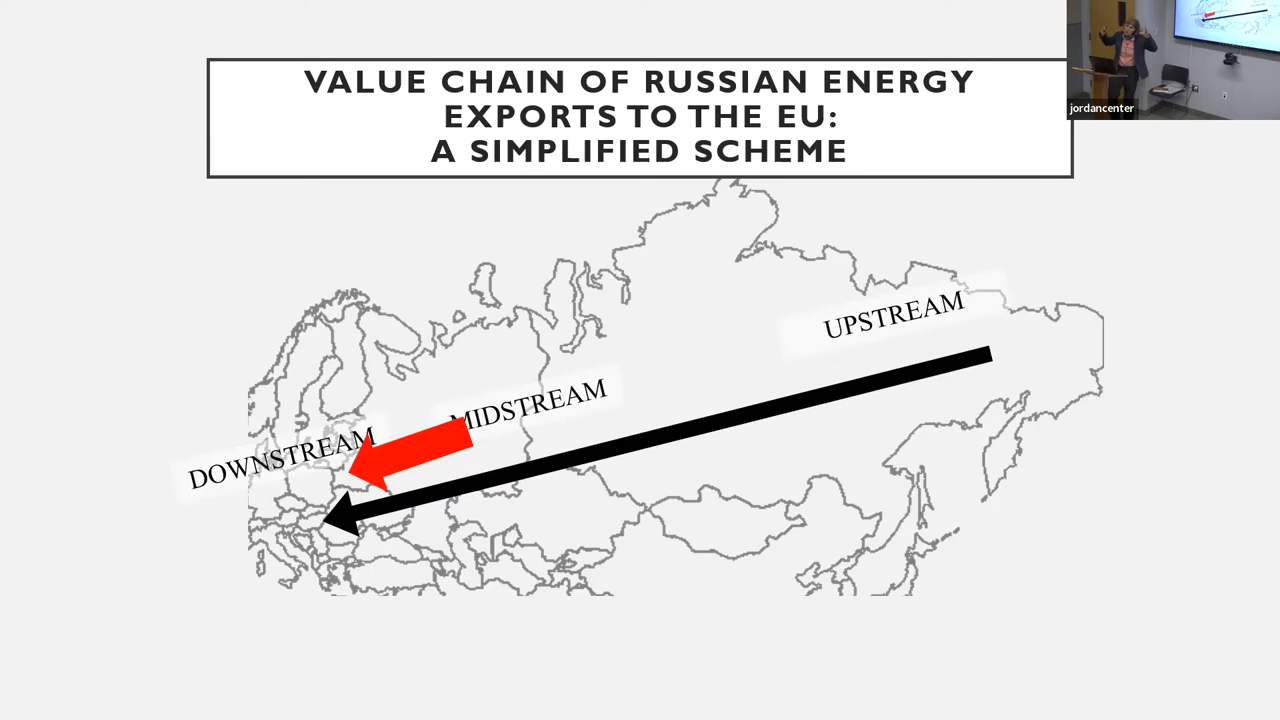 VALUE CHAIN OF RUSSIAN ENERGY
EXPORTS TO THE EU:
A SIMPLIFIED SCHEME
jordancenter
UPSTREAM
MIDSTREAM
DOWNSTREAM